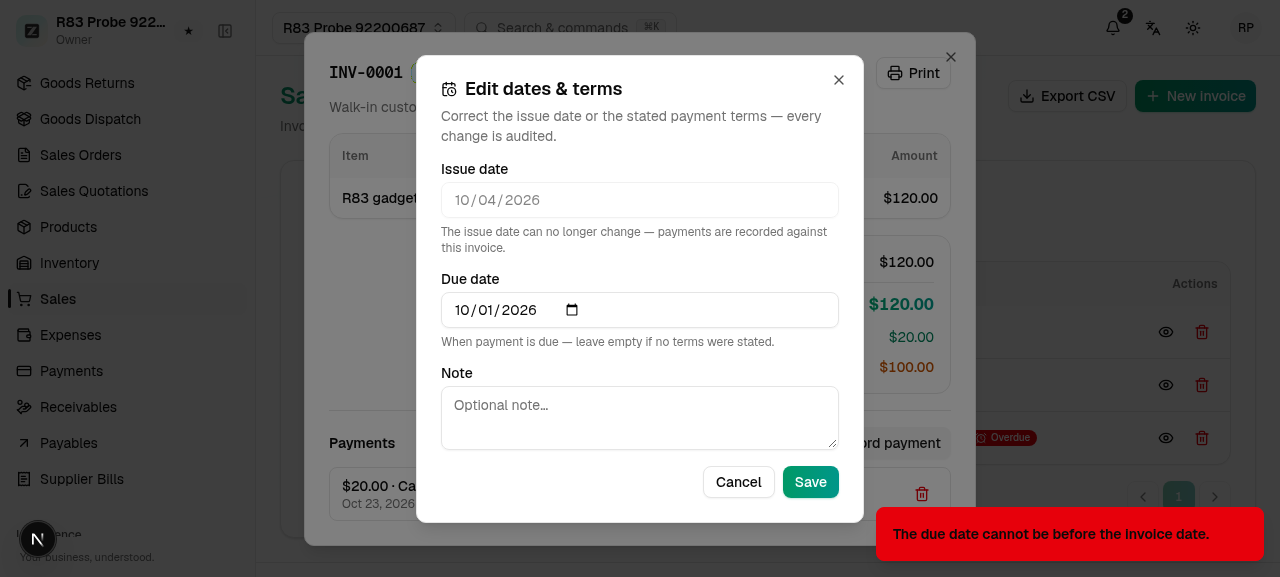 R83 Probe 922...
Owner
★
R83 Probe 92200687
Search & commands
⌘K
2
RP
Goods Returns
Goods Dispatch
Sales Orders
Sales Quotations
Products
Inventory
Sales
Expenses
Payments
Receivables
Payables
Supplier Bills
Your business, understood.
N
Export CSV
+ New invoice
INV-0001
Print
Walk-in custo
Item
Amount
R83 gadget
$120.00
$120.00
$120.00
$20.00
$100.00
Actions
Overdue
1
Payments
ord payment
$20.00 · Ca
Oct 23, 2026
Edit dates & terms
Correct the issue date or the stated payment terms — every
change is audited.
Issue date
10/04/2026
The issue date can no longer change — payments are recorded against
this invoice.
Due date
10/01/2026
When payment is due — leave empty if no terms were stated.
Note
Optional note…
Cancel
Save
The due date cannot be before the invoice date.